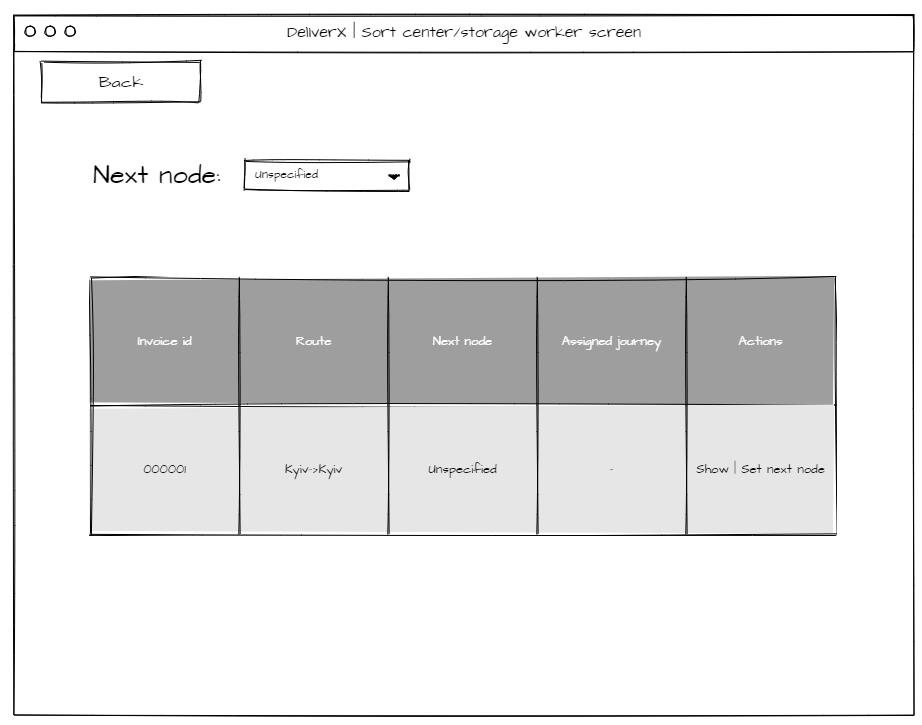 DeliverX | Sort center/storage worker screen
Back
Next node: Unspecified
Invoice id Route Next node Assigned journey Actions
000001 Kyiv->Kyiv Unspecified - Show | Set next node